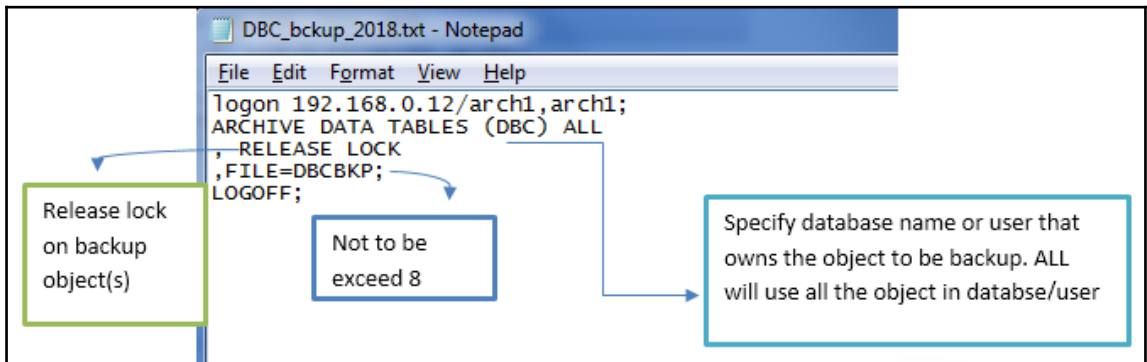 DBC_bckup_2018.txt - Notepad
File Edit Format View Help
logon 192.168.0.12/arch1,arch1;
ARCHIVE DATA TABLES (DBC) ALL
, RELEASE LOCK
,FILE=DBCBKP;
LOGOFF;
Release lock
on backup
object(s)
Not to be
exceed 8
Specify database name or user that
owns the object to be backup. ALL
will use all the object in databse/user